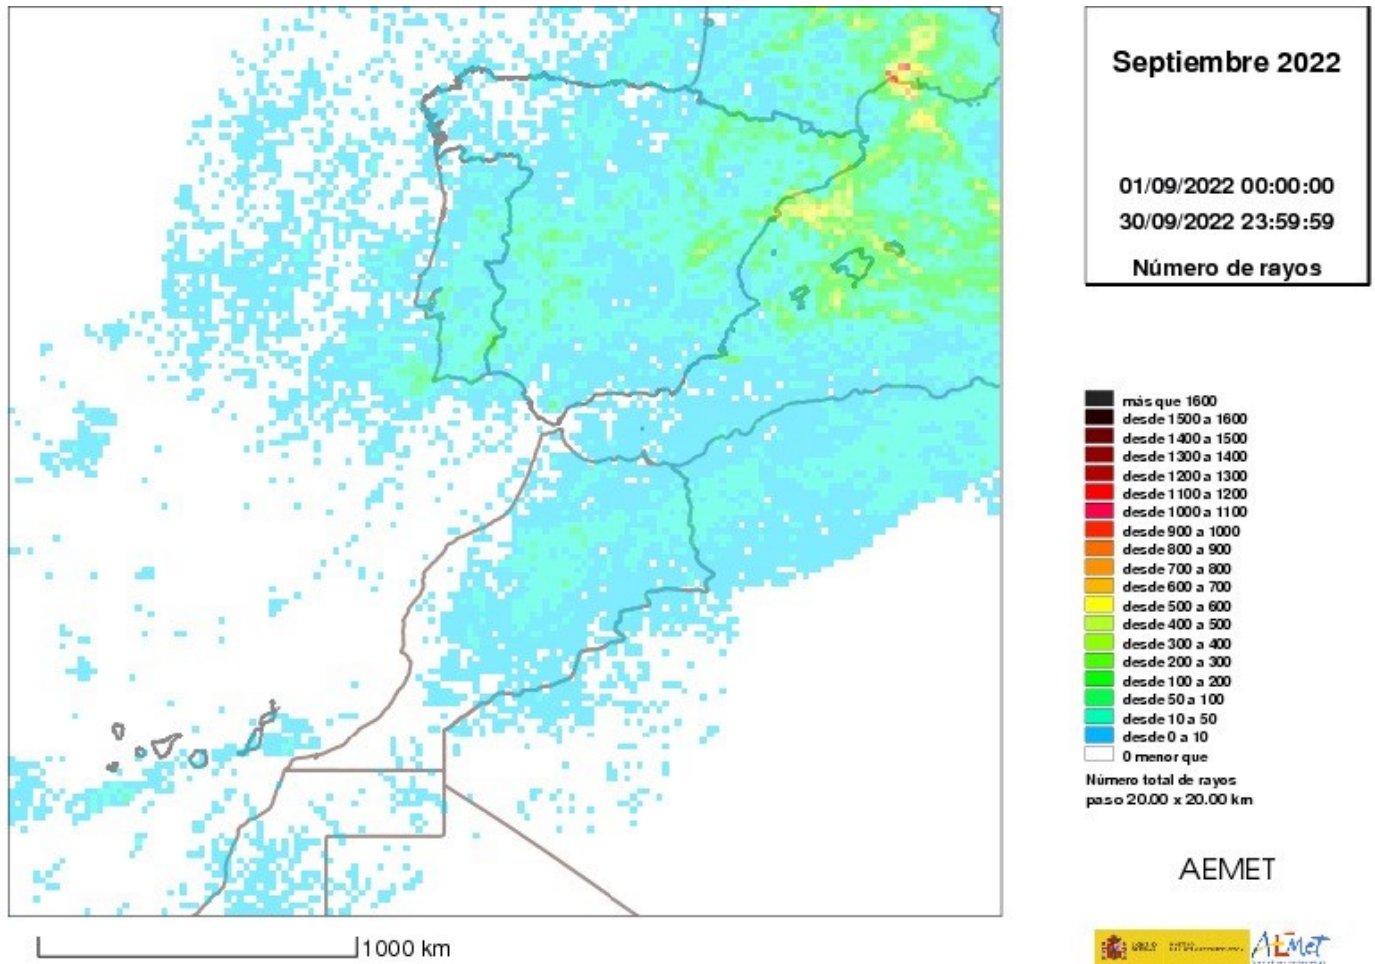 Septiembre 2022
01/09/2022 00:00:00
30/09/2022 23:59:59
Número de rayos
más que 1600
desde 1500 a 1600
desde 1400 a 1500
desde 1300 a 1400
desde 1200 a 1300
desde 1100 a 1200
desde 1000 a 1100
desde 900 a 1000
desde 800 a 900
desde 700 a 800
desde 600 a 700
desde 500 a 600
desde 400 a 500
desde 300 a 400
desde 200 a 300
desde 100 a 200
desde 50 a 100
desde 10 a 50
desde 0 a 10
0 menor que
Número total de rayos
paso 20.00 x 20.00 km
AEMET
1000 km
AEMet